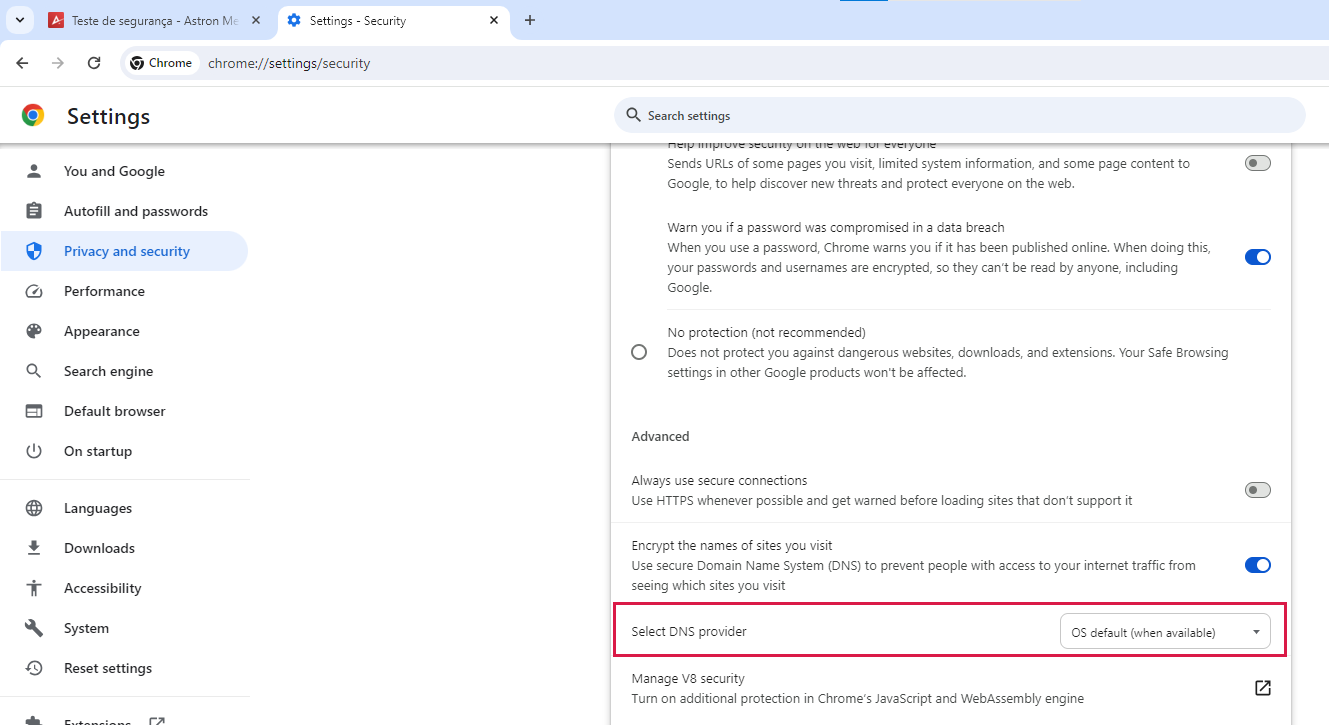 Teste de segurança - Astron Me
Settings - Security
Chrome
chrome://settings/security
Settings
Search settings
You and Google
Autofill and passwords
Privacy and security
Performance
Appearance
Search engine
Default browser
On startup
Languages
Downloads
Accessibility
System
Reset settings
Extensions
Help improve security on the web for everyone
Sends URLs of some pages you visit, limited system information, and some page content to
Google, to help discover new threats and protect everyone on the web.
Warn you if a password was compromised in a data breach
When you use a password, Chrome warns you if it has been published online. When doing this,
your passwords and usernames are encrypted, so they can't be read by anyone, including
Google.
No protection (not recommended)
Does not protect you against dangerous websites, downloads, and extensions. Your Safe Browsing
settings in other Google products won't be affected.
Advanced
Always use secure connections
Use HTTPS whenever possible and get warned before loading sites that don't support it
Encrypt the names of sites you visit
Use secure Domain Name System (DNS) to prevent people with access to your internet traffic from
seeing which sites you visit
Select DNS provider
OS default (when available)
Manage V8 security
Turn on additional protection in Chrome's JavaScript and WebAssembly engine